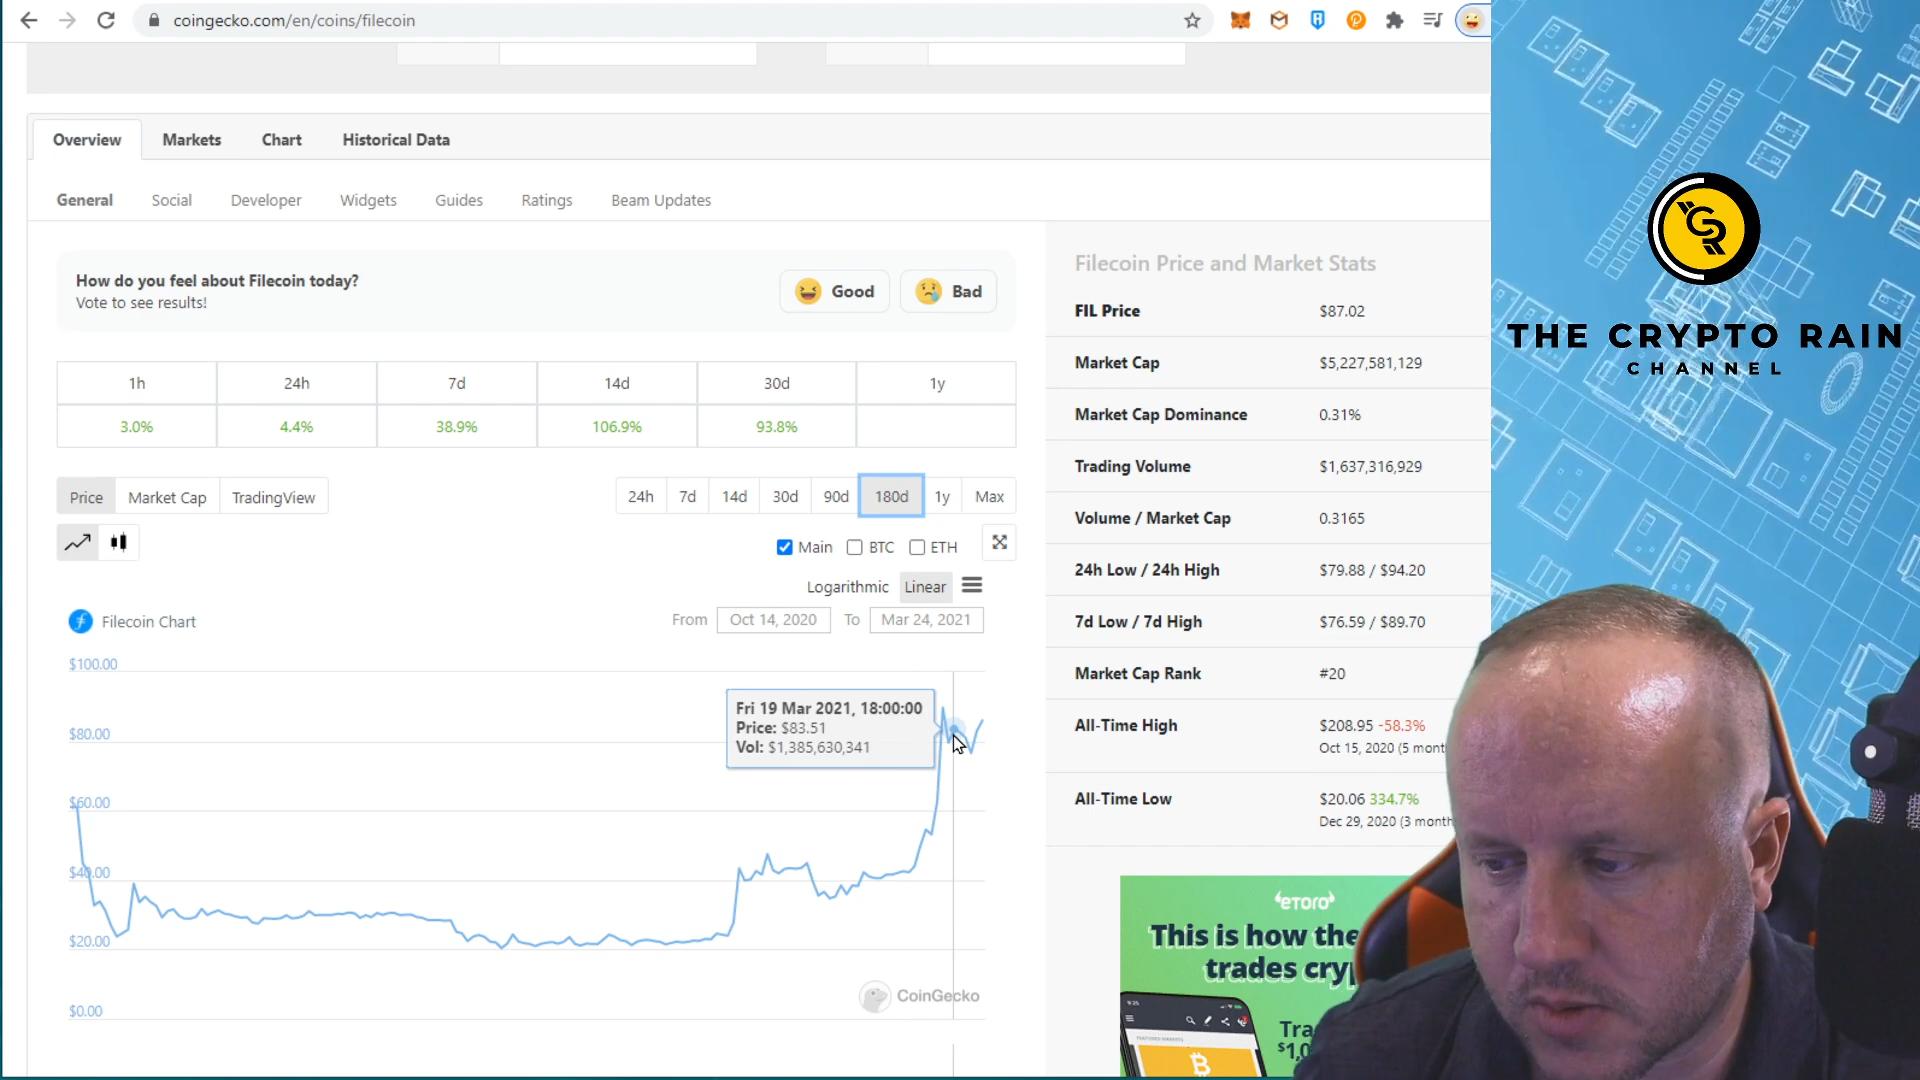 coingecko.com/en/coins/filecoin
Overview Markets Chart Historical Data
General Social Developer Widgets Guides Ratings Beam Updates
How do you feel about Filecoin today?
Vote to see results!
Good Bad
1h 24h 7d 14d 30d 1y
3.0% 4.4% 38.9% 106.9% 93.8%
Price Market Cap TradingView
24h 7d 14d 30d 90d 180d 1y Max
Main BTC ETH
Logarithmic Linear
Filecoin Chart
From Oct 14, 2020 To Mar 24, 2021
$100.00
$80.00
$60.00
$40.00
$20.00
$0.00
Fri 19 Mar 2021, 18:00:00
Price: $83.51
Vol: $1,385,630,341
CoinGecko
Filecoin Price and Market Stats
FIL Price $87.02
Market Cap $5,227,581,129
Market Cap Dominance 0.31%
Trading Volume $1,637,316,929
Volume / Market Cap 0.3165
24h Low / 24h High $79.88 / $94.20
7d Low / 7d High $76.59 / $89.70
Market Cap Rank #20
All-Time High $208.95 -58.3%
Oct 15, 2020 (5 mont
All-Time Low $20.06 334.7%
Dec 29, 2020 (3 month
eTORO
This is how the
trades cryp
Tra
$1,0
THE CRYPTO RAIN
CHANNEL